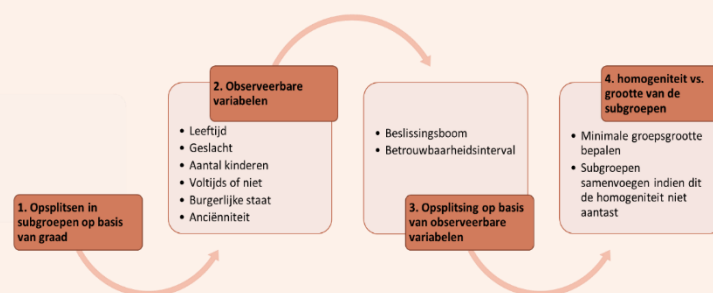 1. Opsplitsen in
subgroepen op basis
van graad
2. Observeerbare
variabelen
• Leeftijd
• Geslacht
• Aantal kinderen
• Voltijds of niet
• Burgerlijke staat
• Anciënniteit
• Beslissingsboom
• Betrouwbaarheidsinterval
3. Opsplitsing op basis
van observeerbare
variabelen
4. homogeniteit vs.
grootte van de
subgroepen
• Minimale groepsgrootte
bepalen
• Subgroepen
samenvoegen indien dit
de homogeniteit niet
aantast